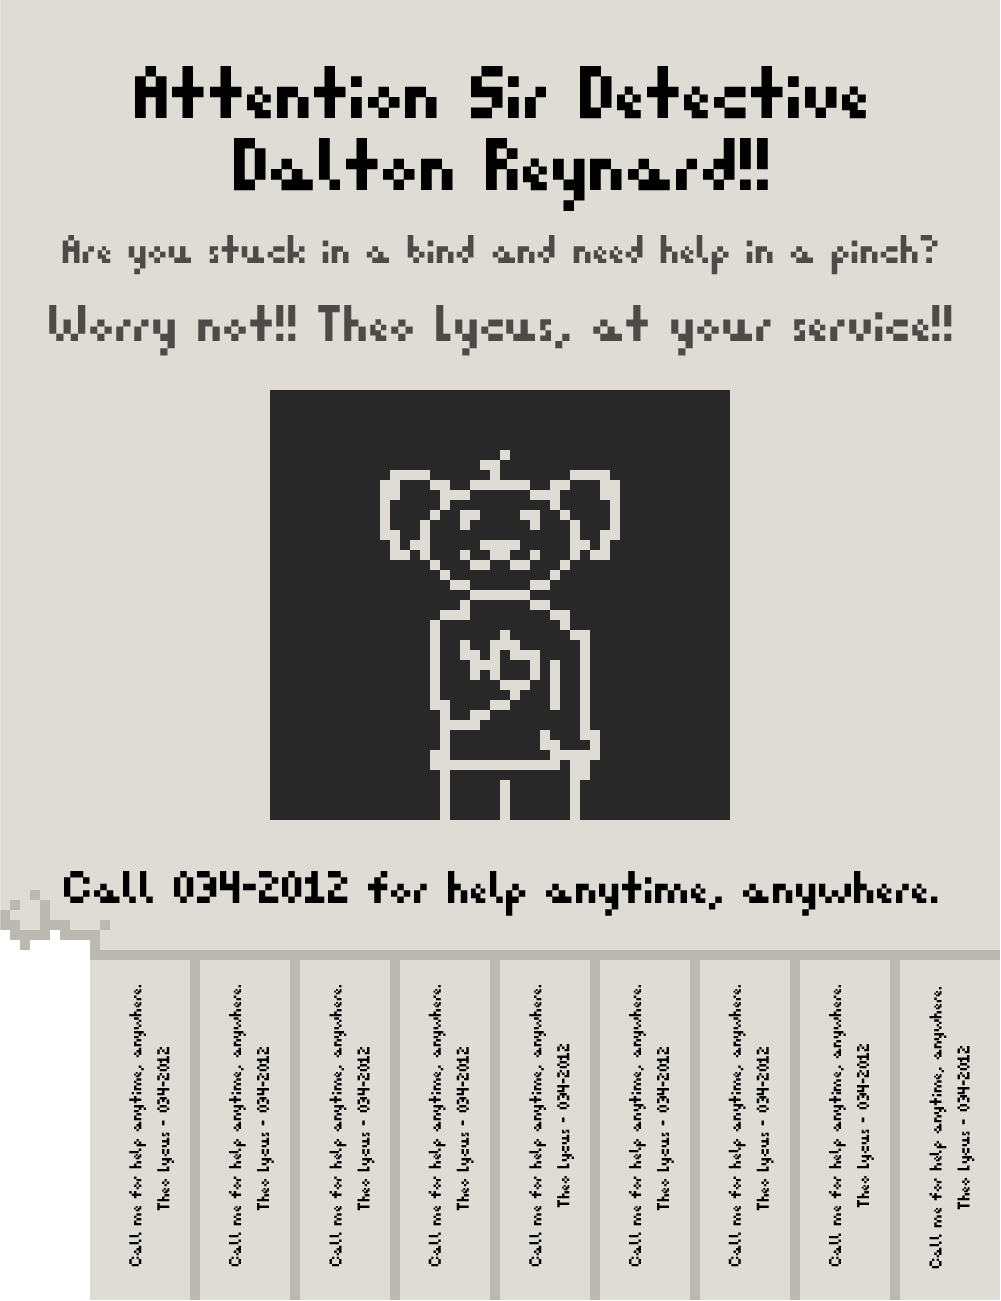 Attention Sir Detective
Dalton Reynard!!
Are you stuck in a bind and need help in a pinch?
Worry not!! Theo Lycus, at your service!!
Call 034-2012 for help anytime, anywhere.
Call me for help anytime, anywhere.
Theo Lycus - 034-2012
Call me for help anytime, anywhere.
Theo Lycus - 034-2012
Call me for help anytime, anywhere.
Theo Lycus - 034-2012
Call me for help anytime, anywhere.
Theo Lycus - 034-2012
Call me for help anytime, anywhere.
Theo Lycus - 034-2012
Call me for help anytime, anywhere.
Theo Lycus - 034-2012
Call me for help anytime, anywhere.
Theo Lycus - 034-2012
Call me for help anytime, anywhere.
Theo Lycus - 034-2012
Call me for help anytime, anywhere.
Theo Lycus - 034-2012